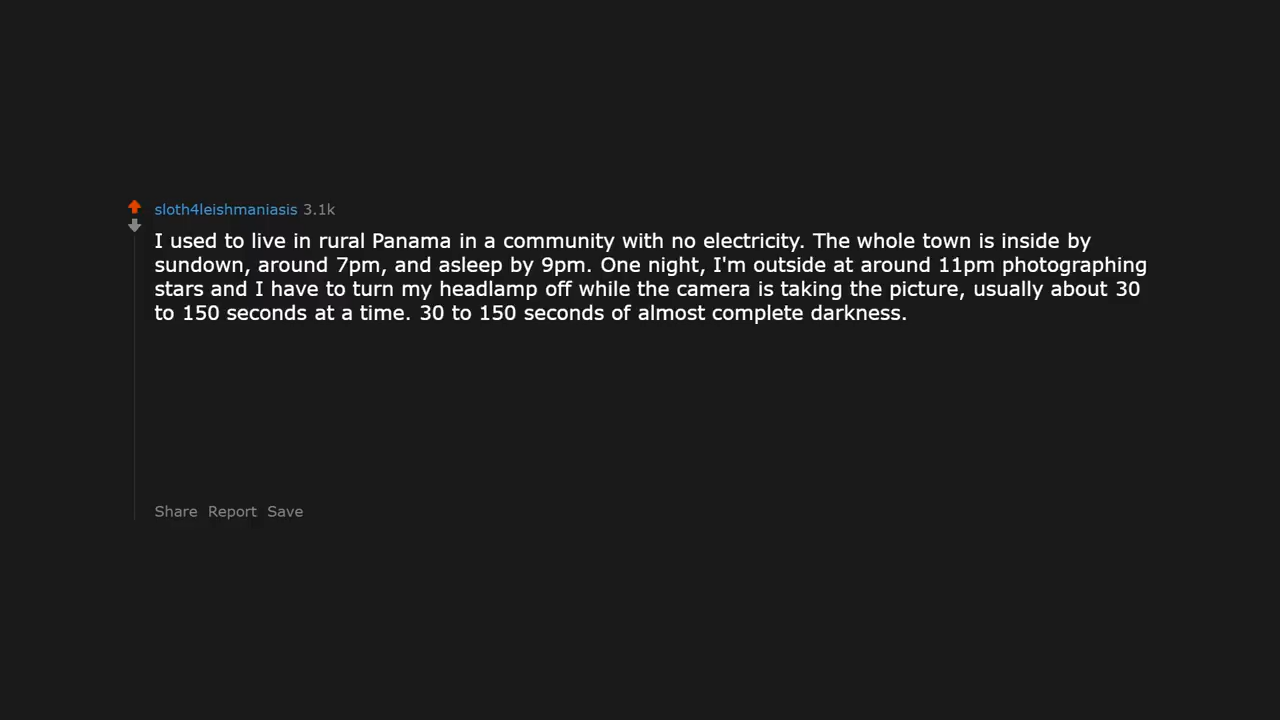 sloth4leishmaniasis 3.1k
I used to live in rural Panama in a community with no electricity. The whole town is inside by
sundown, around 7pm, and asleep by 9pm. One night, I'm outside at around 11pm photographing
stars and I have to turn my headlamp off while the camera is taking the picture, usually about 30
to 150 seconds at a time. 30 to 150 seconds of almost complete darkness.
Share Report Save